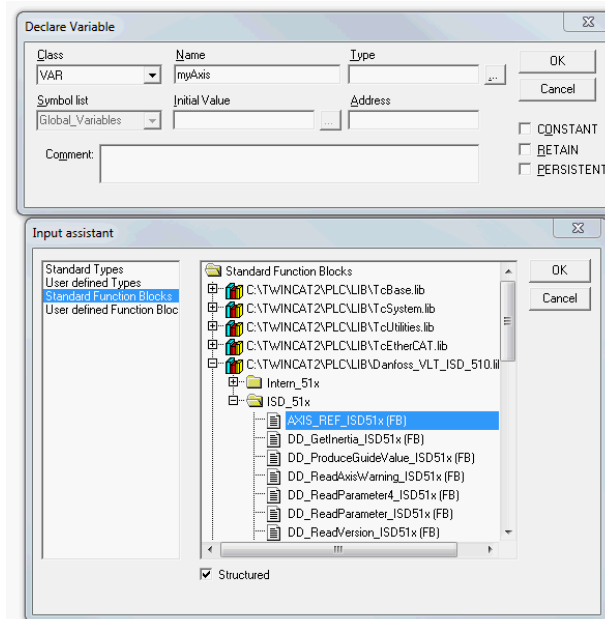 Declare Variable
Class Name Type
VAR myAxis ... OK
Symbol list Initial Value Address Cancel
Global_Variables ...
CONSTANT
Comment: RETAIN
PERSISTENT
Input assistant
Standard Types
User defined Types
Standard Function Blocks
User defined Function Bloc
Standard Function Blocks
C:\TWINCAT2\PLC\LIB\TcBase.lib
C:\TWINCAT2\PLC\LIB\TcSystem.lib
C:\TWINCAT2\PLC\LIB\TcUtilities.lib
C:\TWINCAT2\PLC\LIB\TcEtherCAT.lib
C:\TWINCAT2\PLC\LIB\Danfoss_VLT_ISD_510.lil
Intern_51x
ISD_51x
AXIS_REF_ISD51x (FB)
DD_GetInertia_ISD51x (FB)
DD_ProduceGuideValue_ISD51x (FB)
DD_ReadAxisWarning_ISD51x (FB)
DD_ReadParameter4_ISD51x (FB)
DD_ReadParameter_ISD51x (FB)
DD_ReadVersion_ISD51x (FB)
OK
Cancel
Structured